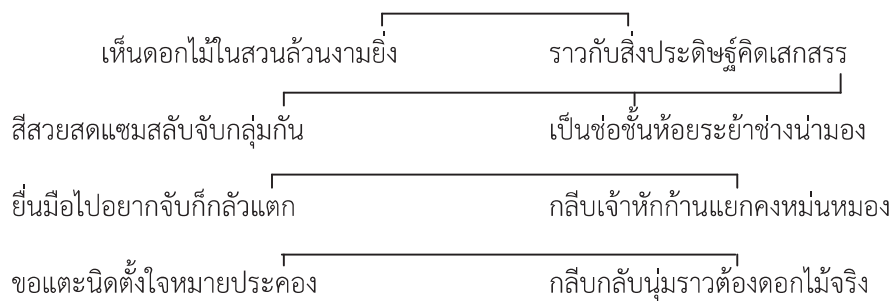 เห็นดอกไม้ในสวนล้วนงามยิ่ง ราวกับสิ่งประดิษฐ์คิดเสกสรร
สีสวยสดแซมสลับจับกลุ่มกัน เป็นช่อชั้นห้อยระย้าช่างน่ามอง
ยื่นมือไปอยากจับก็กลัวแตก กลีบเจ้าหักก้านแยกคงหม่นหมอง
ขอแตะนิดตั้งใจหมายประคอง กลีบกลับนุ่มราวต้องดอกไม้จริง